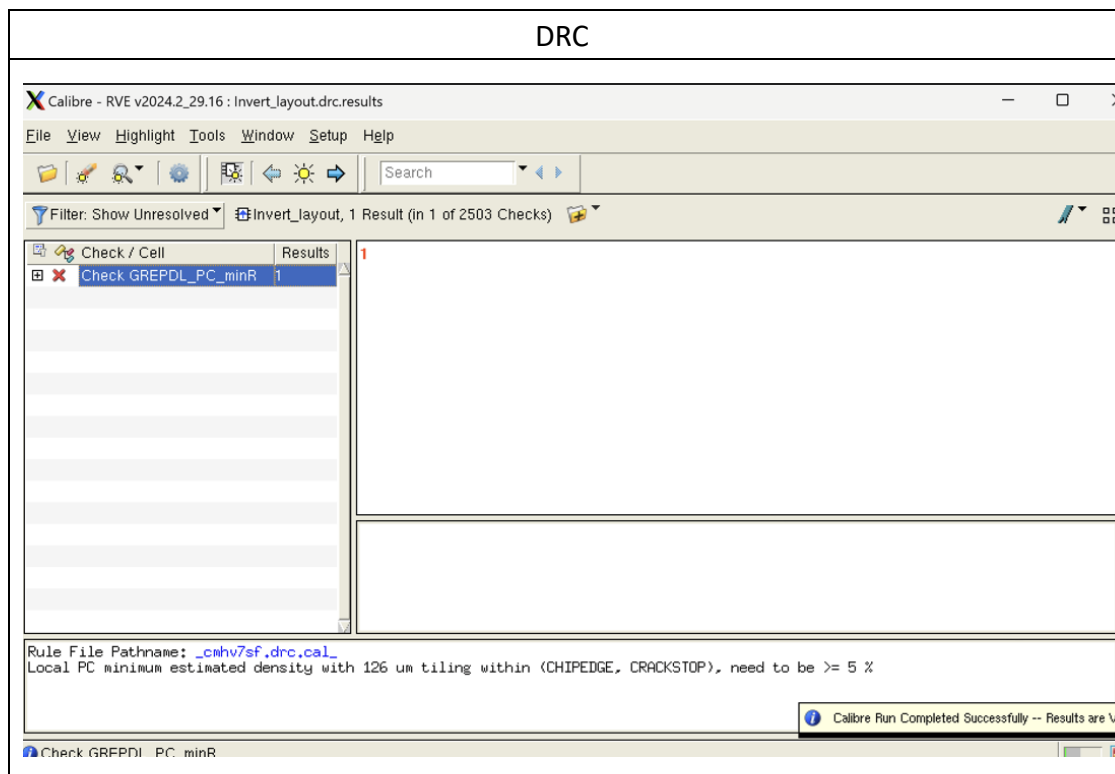 DRC
Calibre - RVE v2024.2_29.16 : Invert_layout.drc.results
File View Highlight Tools Window Setup Help
Search
Filter: Show Unresolved Invert_layout, 1 Result (in 1 of 2503 Checks)
Check / Cell Results 1
Check GREPDL_PC_minR 1
Rule File Pathname: _cmhv7sf.drc.cal_
Local PC minimum estimated density with 126 um tiling within (CHIPEDGE, CRACKSTOP), need to be >= 5 %
Calibre Run Completed Successfully -- Results are
Check GREPDL_PC_minR